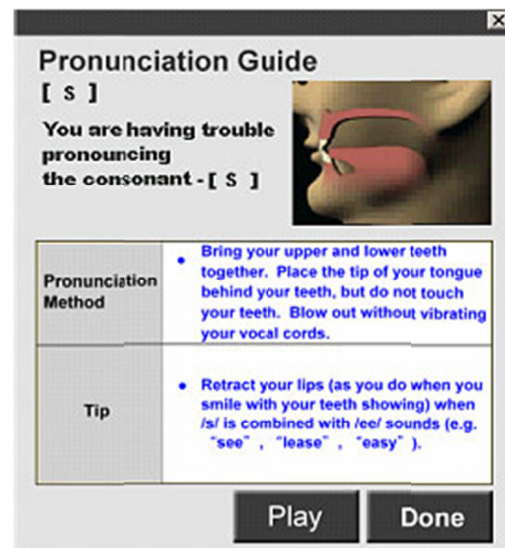 Pronunciation Guide
[ s ]
You are having trouble
pronouncing
the consonant - [ s ]
Pronunciation
Method
• Bring your upper and lower teeth
together. Place the tip of your tongue
behind your teeth, but do not touch
your teeth. Blow out without vibrating
your vocal cords.
Tip
• Retract your lips (as you do when you
smile with your teeth showing) when
/s/ is combined with /ee/ sounds (e.g.
"see" , "lease" , "easy" ).
Play
Done